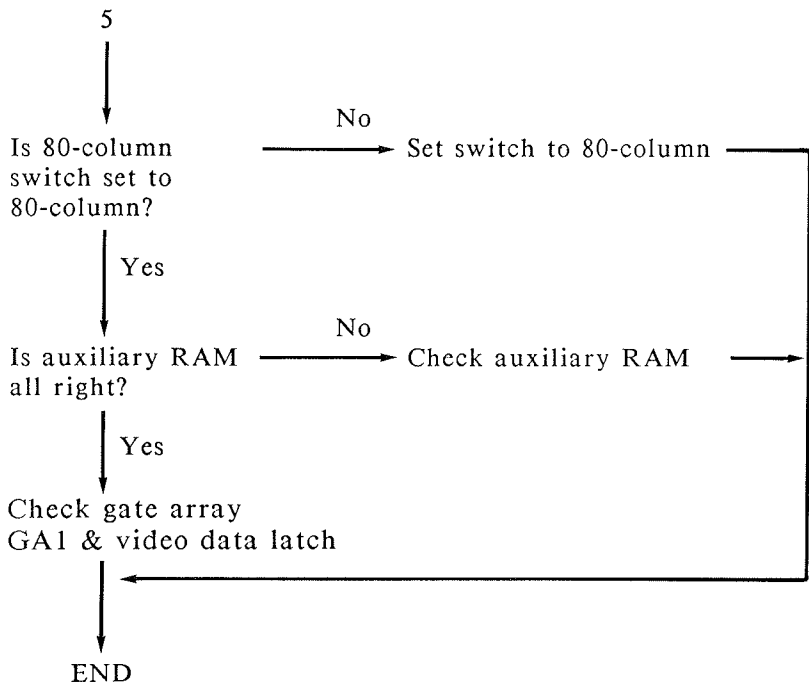 5
No
Is 80-column
switch set to
80-column?
Set switch to 80-column
Yes
No
Is auxiliary RAM
all right?
Check auxiliary RAM
Yes
Check gate array
GA1 & video data latch
END